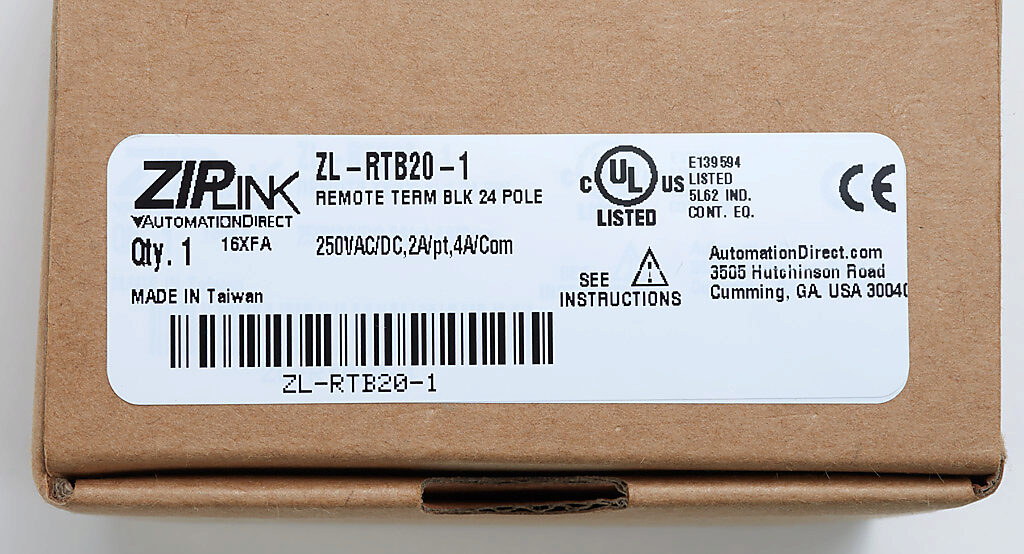 ZIPLINK
AUTOMATIONDIRECT
Qty. 1 16XFA
MADE IN Taiwan
ZL-RTB20-1
REMOTE TERM BLK 24 POLE
250VAC/DC,2A/pt,4A/Com
ZL-RTB20-1
C UL US
LISTED
E139594
LISTED
5L62 IND.
CONT. EQ.
CE
SEE
INSTRUCTIONS
AutomationDirect.com
3505 Hutchinson Road
Cumming, GA. USA 30040